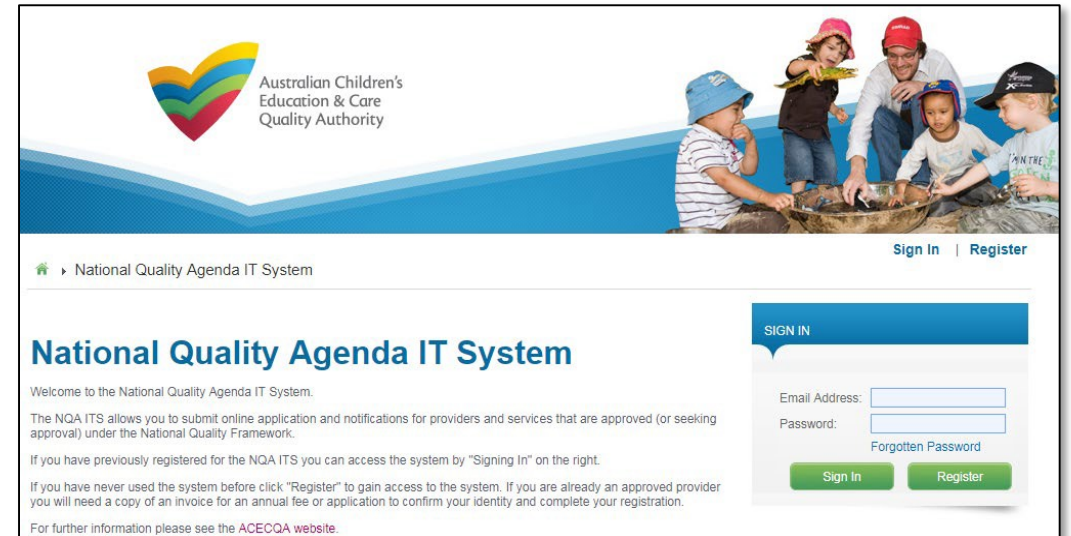 Australian Children's
Education & Care
Quality Authority
Sign In | Register
National Quality Agenda IT System
SIGN IN
National Quality Agenda IT System
Welcome to the National Quality Agenda IT System.
The NQA ITS allows you to submit online application and notifications for providers and services that are approved (or seeking
approval) under the National Quality Framework.
If you have previously registered for the NQA ITS you can access the system by "Signing In" on the right.
If you have never used the system before click "Register" to gain access to the system. If you are already an approved provider
you will need a copy of an invoice for an annual fee or application to confirm your identity and complete your registration.
For further information please see the ACECQA website.
Email Address:
Password:
Forgotten Password
Sign In
Register